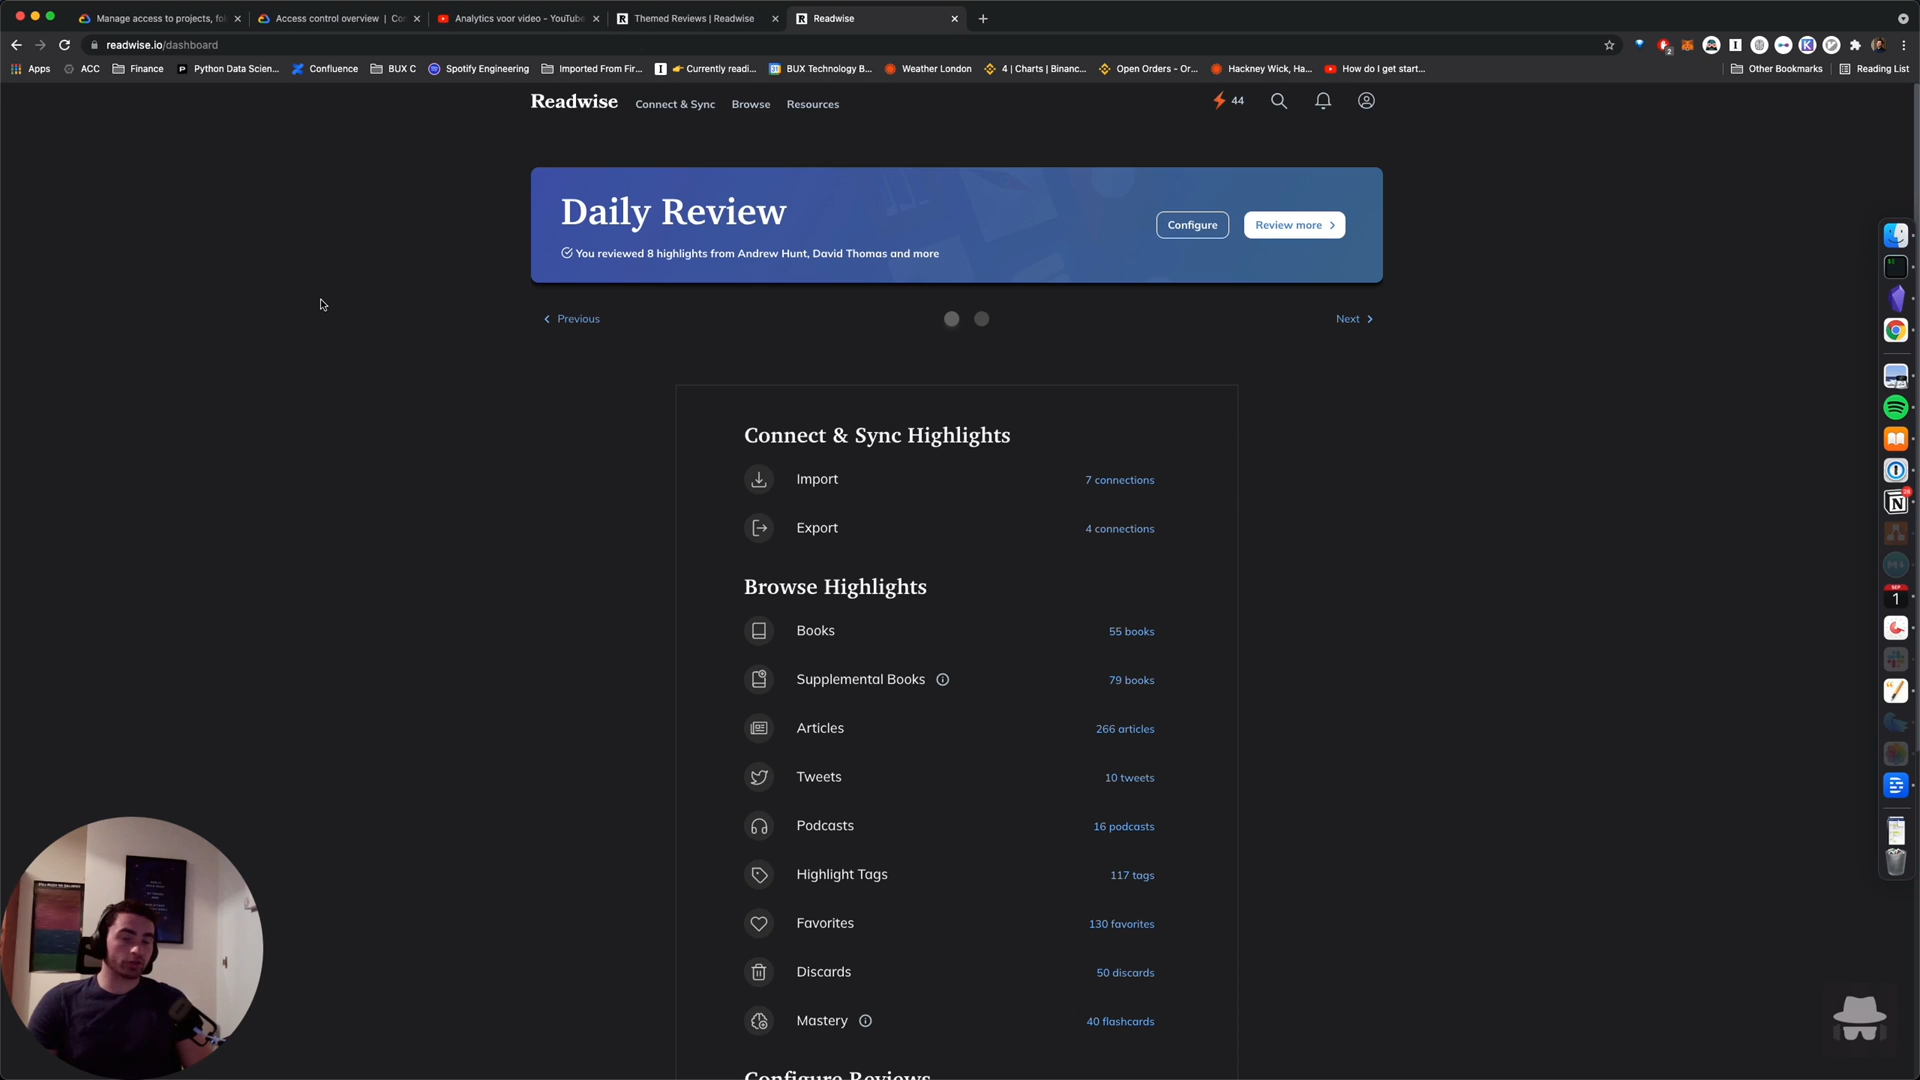 Manage access to projects, fol
Access control overview | Co
Analytics voor video - YouTube
Themed Reviews | Readwise
Readwise
readwise.io/dashboard
2
Apps
ACC
Finance
Python Data Scien...
Confluence
BUX C
Spotify Engineering
Imported From Fir...
👉 Currently readi...
BUX Technology B...
Weather London
4 | Charts | Binanc...
Open Orders - Or...
Hackney Wick, Ha...
How do I get start...
Other Bookmarks
Reading List
Readwise
Connect & Sync
Browse
Resources
44
Daily Review
You reviewed 8 highlights from Andrew Hunt, David Thomas and more
Configure
Review more
Previous
Next
Connect & Sync Highlights
Import
7 connections
Export
4 connections
Browse Highlights
Books
55 books
Supplemental Books
79 books
Articles
266 articles
Tweets
10 tweets
Podcasts
16 podcasts
Highlight Tags
117 tags
Favorites
130 favorites
Discards
50 discards
Mastery
40 flashcards
Configure Reviews
SEP
1